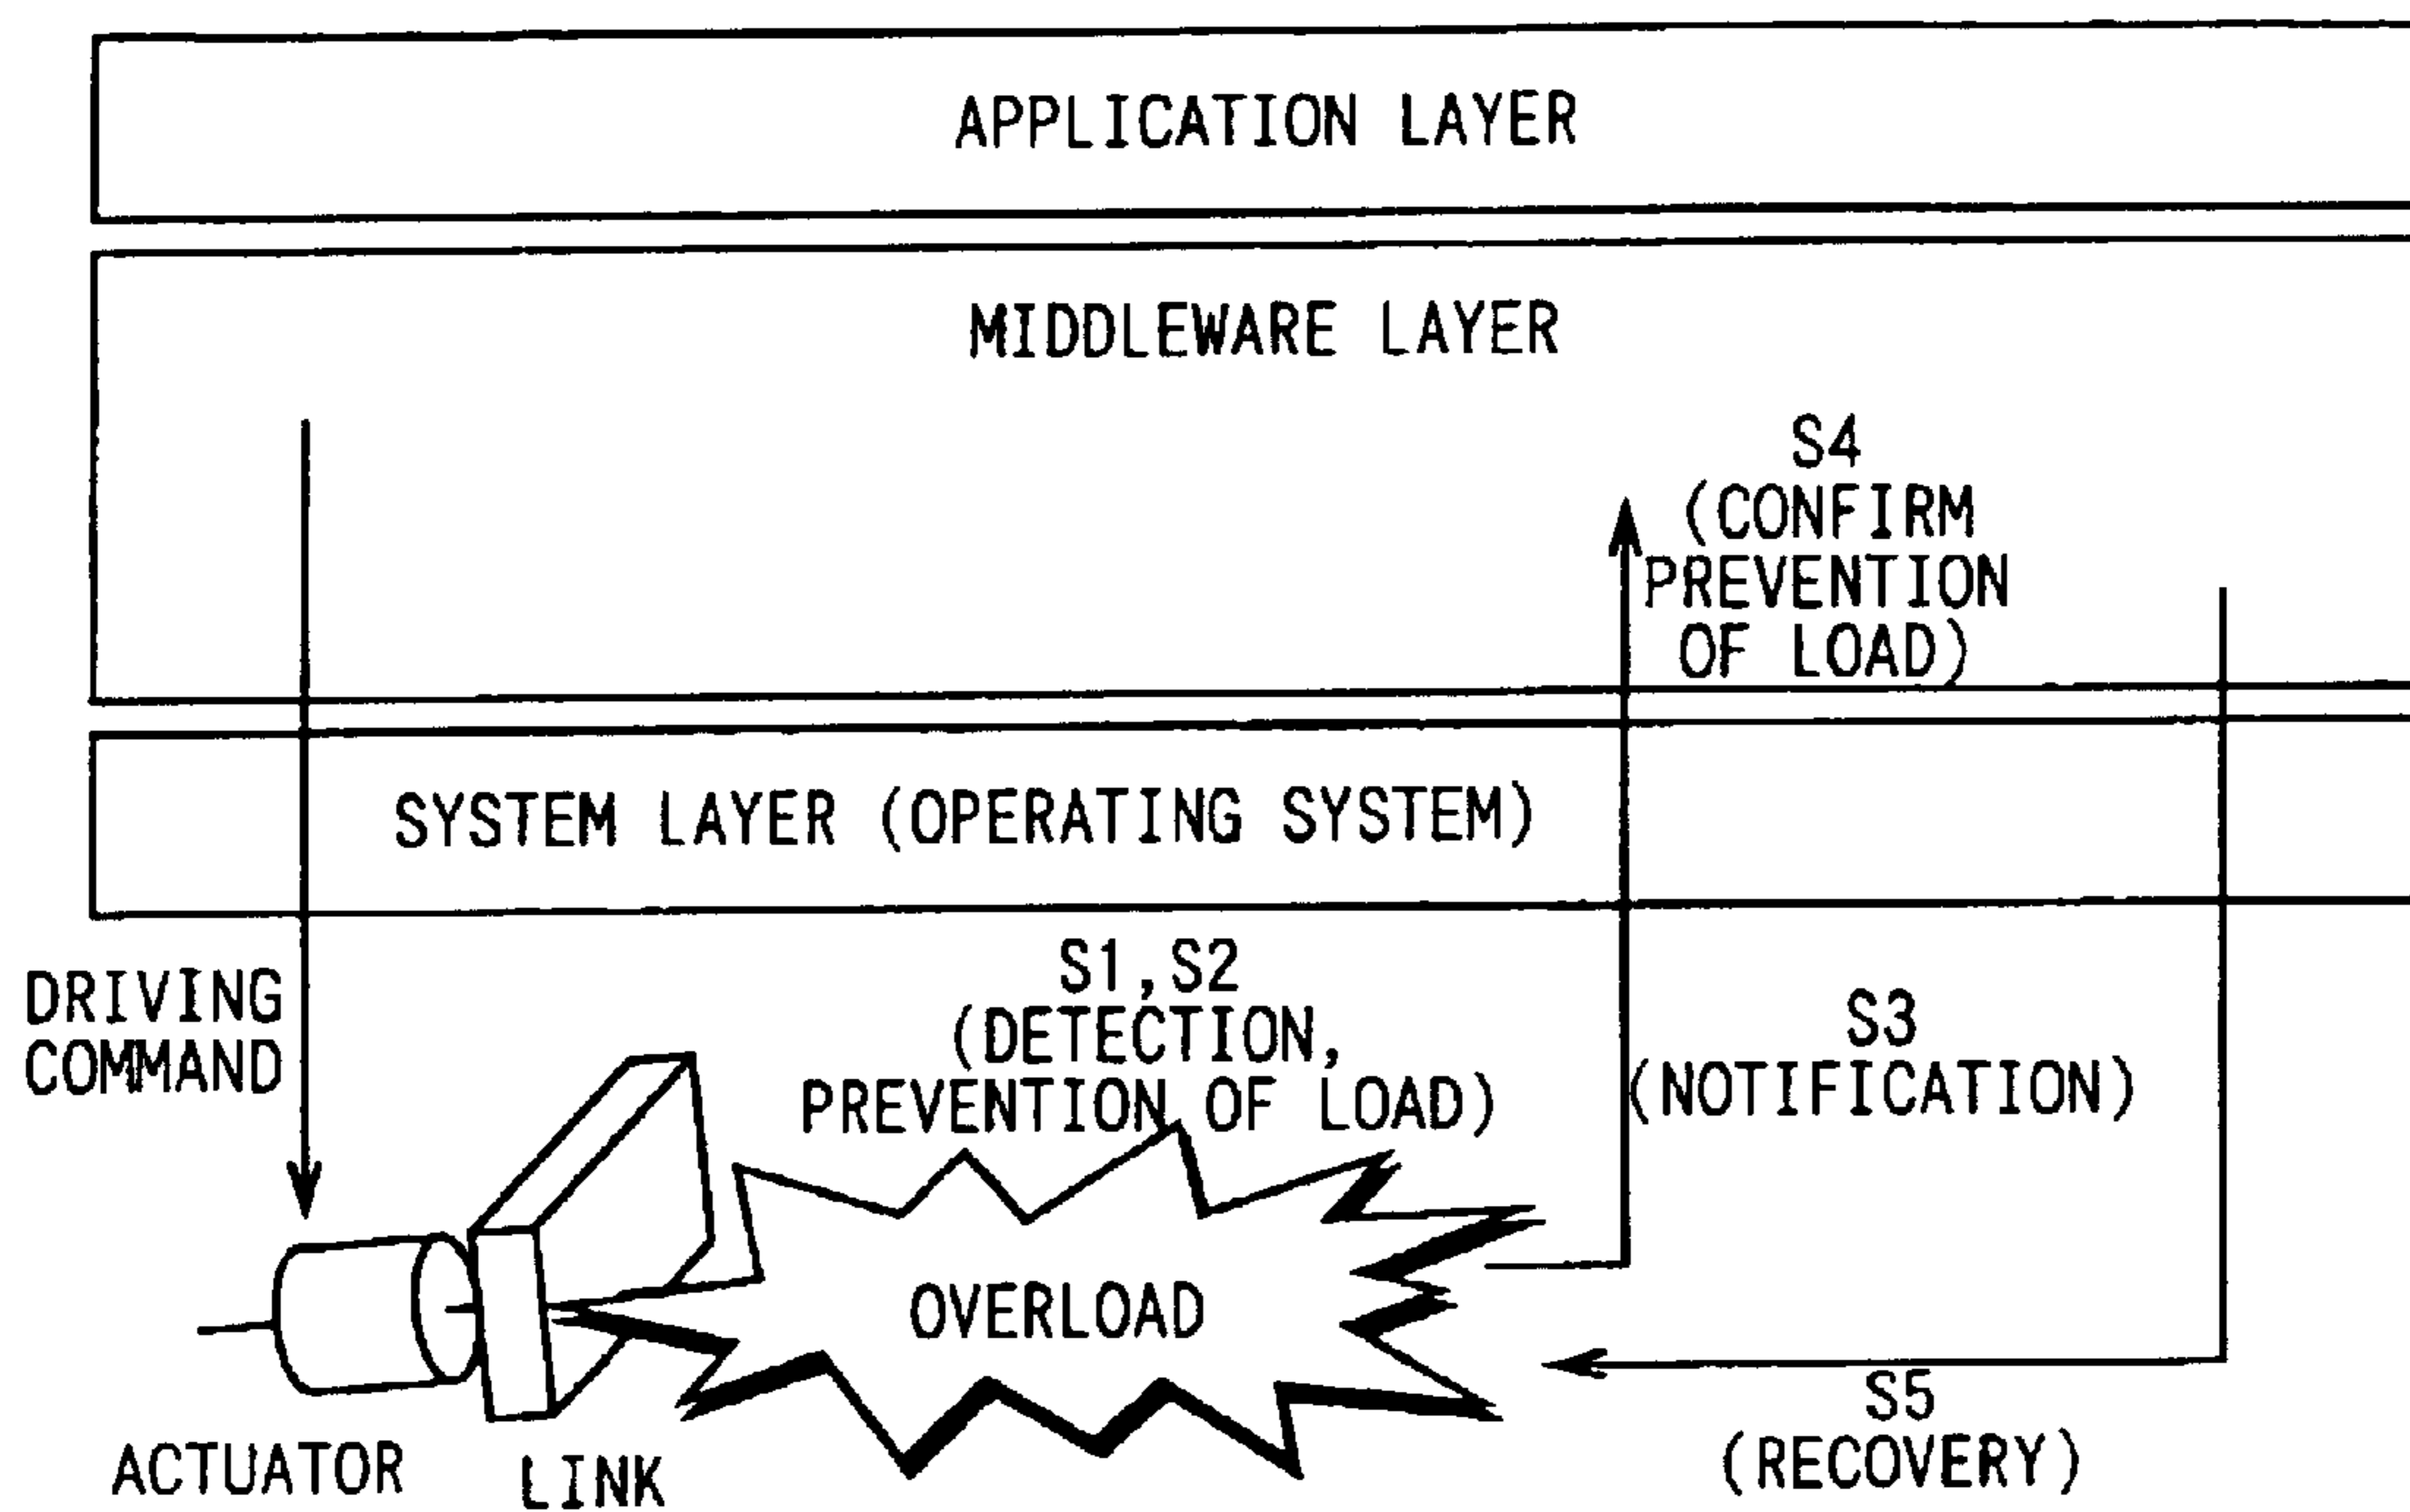 APPLICATION LAYER
MIDDLEWARE LAYER
S4
(CONFIRM
PREVENTION
OF LOAD)
SYSTEM LAYER (OPERATING SYSTEM)
DRIVING
COMMAND
S1,S2
(DETECTION,
PREVENTION OF LOAD)
S3
(NOTIFICATION)
OVERLOAD
S5
(RECOVERY)
ACTUATOR
LINK